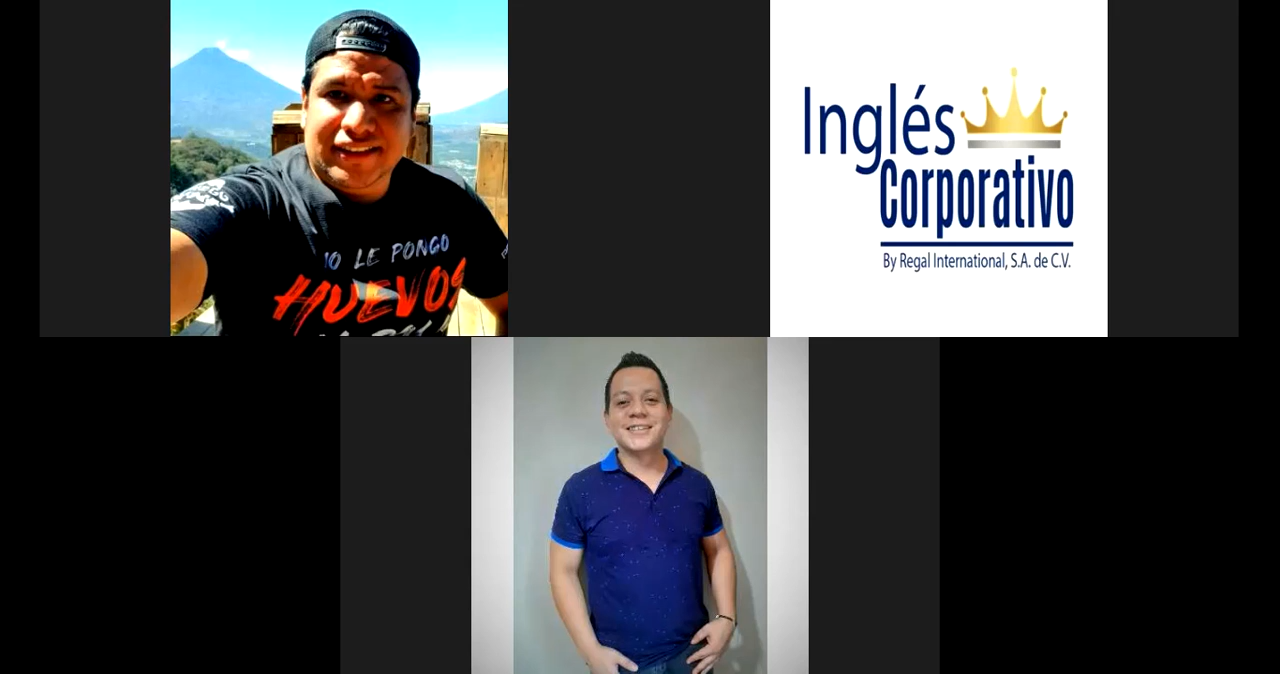 LE PONGO
HUEVOS
Inglés
Corporativo
By Regal International, S.A. de C.V.